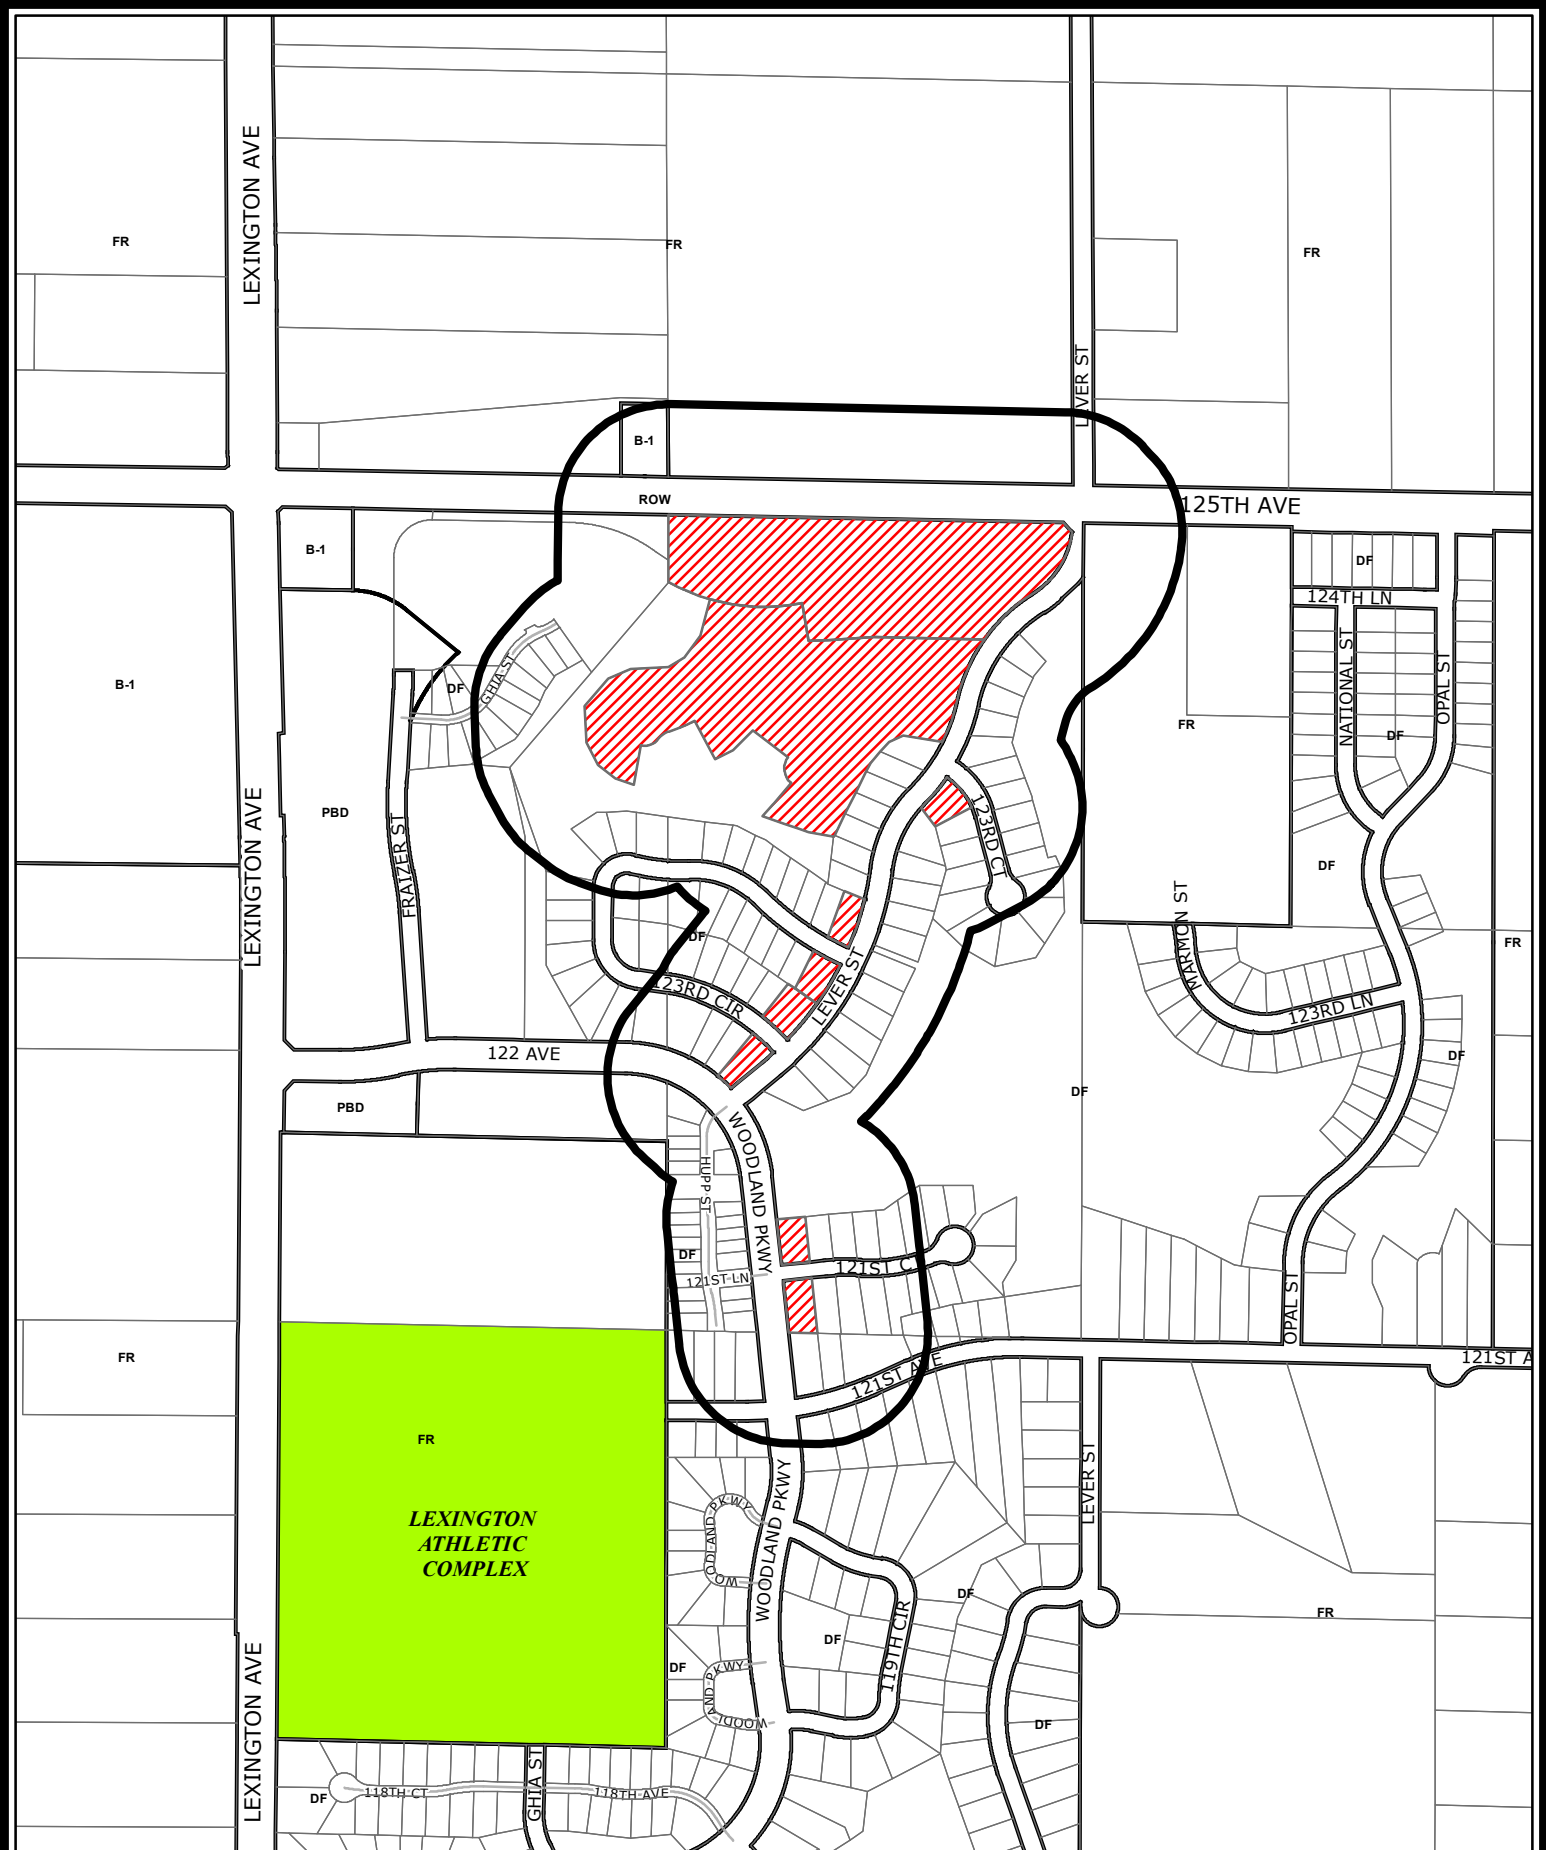 LEXINGTON AVE
FR
FR
FR
LEVER ST
B-1
ROW
125TH AVE
B-1
DF
124TH LN
NATIONAL ST
OPAL ST
GHIA ST
DF
B-1
FR
DF
PBD
FRAIZER ST
123RD CT
LEXINGTON AVE
DF
MARMON ST
DF
FR
LEVER ST
123RD CIR
123RD LN
122 AVE
DF
DF
PBD
WOODLAND PKWY
HUPP ST
DF
121ST LN
121ST C
OPAL ST
FR
121ST AVE
121ST A
FR
LEVER ST
LEXINGTON
ATHLETIC
COMPLEX
WOODLAND PKWY
WOODLAND PKWY
DF
FR
119TH CIR
DF
DF
WOODLAND PKWY
DF
LEXINGTON AVE
GHIA ST
118TH CT
118TH AVE
DF